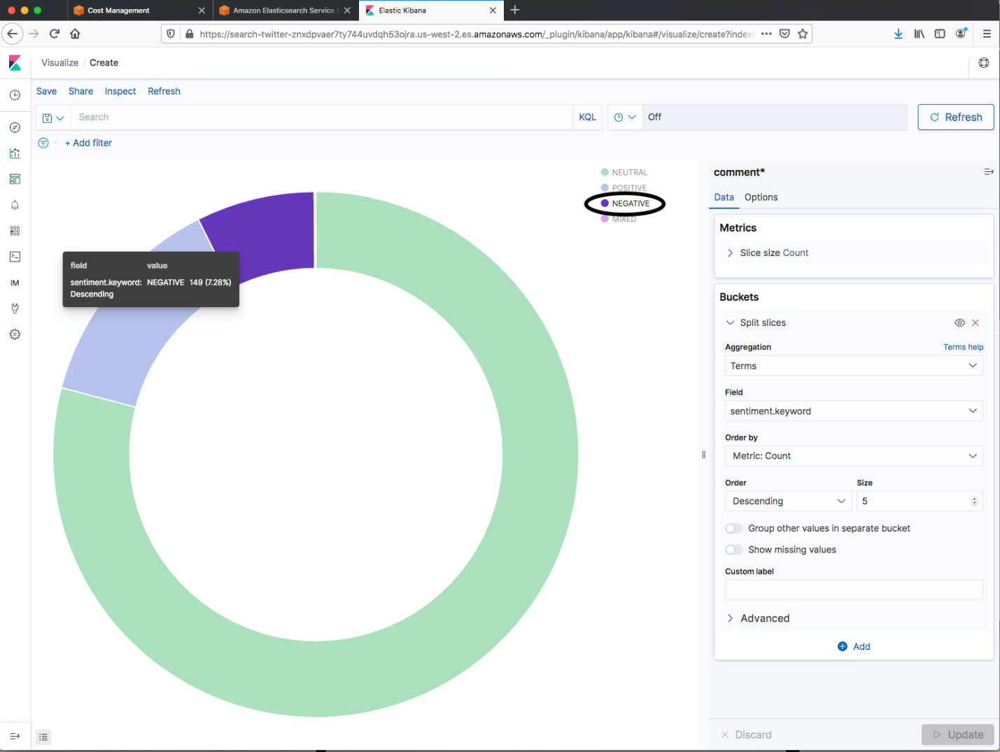 Cost Management
Amazon Elasticsearch Service
Elastic Kibana
https://search-twitter-znxdpvaer7ty744uvdqh53ojra.us-west-2.es.amazonaws.com/_plugin/kibana/app/kibana#/visualize/create?index
Visualize / Create
Save Share Inspect Refresh
Search KQL Off Refresh
+ Add filter
NEUTRAL
POSITIVE
NEGATIVE
MIXED
field value
sentiment.keyword: NEGATIVE 149 (7.28%)
Descending
IM
comment*
Data Options
Metrics
Slice size Count
Buckets
Split slices
Aggregation Terms help
Terms
Field
sentiment.keyword
Order by
Metric: Count
Order Size
Descending 5
Group other values in separate bucket
Show missing values
Custom label
Advanced
Add
Discard Update